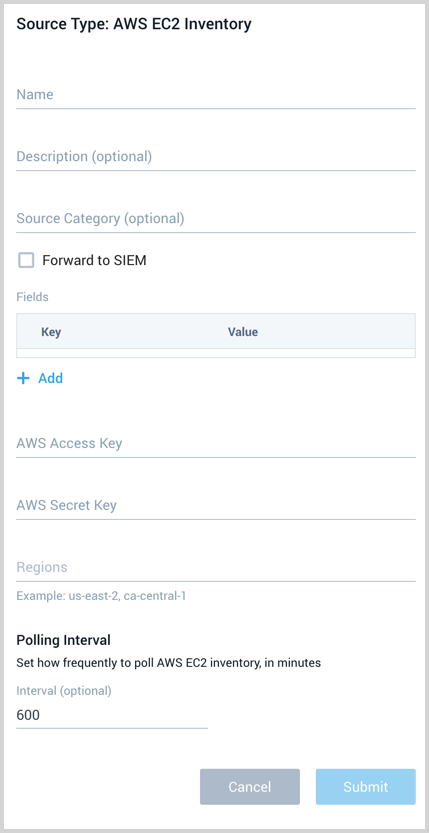 Source Type: AWS EC2 Inventory
Name
Description (optional)
Source Category (optional)
Forward to SIEM
Fields
Key Value
+ Add
AWS Access Key
AWS Secret Key
Regions
Example: us-east-2, ca-central-1
Polling Interval
Set how frequently to poll AWS EC2 inventory, in minutes
Interval (optional)
600
Cancel Submit